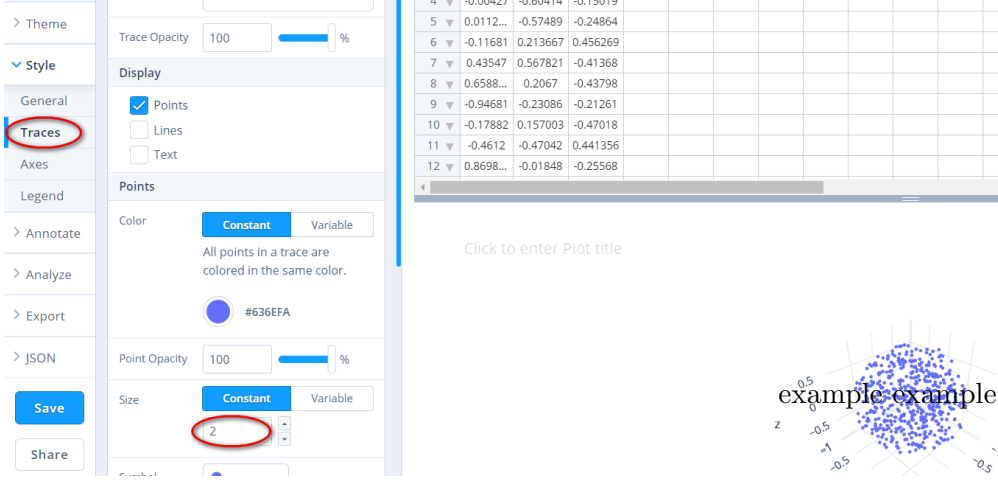 Theme
Style
General
Traces
Axes
Legend
Annotate
Analyze
Export
JSON
Save
Share
Trace Opacity 100 %
Display
Points
Lines
Text
Points
Color Constant Variable
All points in a trace are
colored in the same color.
#636EFA
Point Opacity 100 %
Size Constant Variable
2
Symbol
4 -0.00427 -0.60414 -0.15019
5 0.0112... -0.57489 -0.24864
6 -0.11681 0.213667 0.456269
7 0.43547 0.567821 -0.41368
8 0.6588... 0.2067 -0.43798
9 -0.94681 -0.23086 -0.21261
10 -0.17882 0.157003 -0.47018
11 -0.4612 -0.47042 0.441356
12 0.8698... -0.01848 -0.25568
Click to enter Plot title
0.5
example example
0
z -0.5
-1
-0.5 -0.5